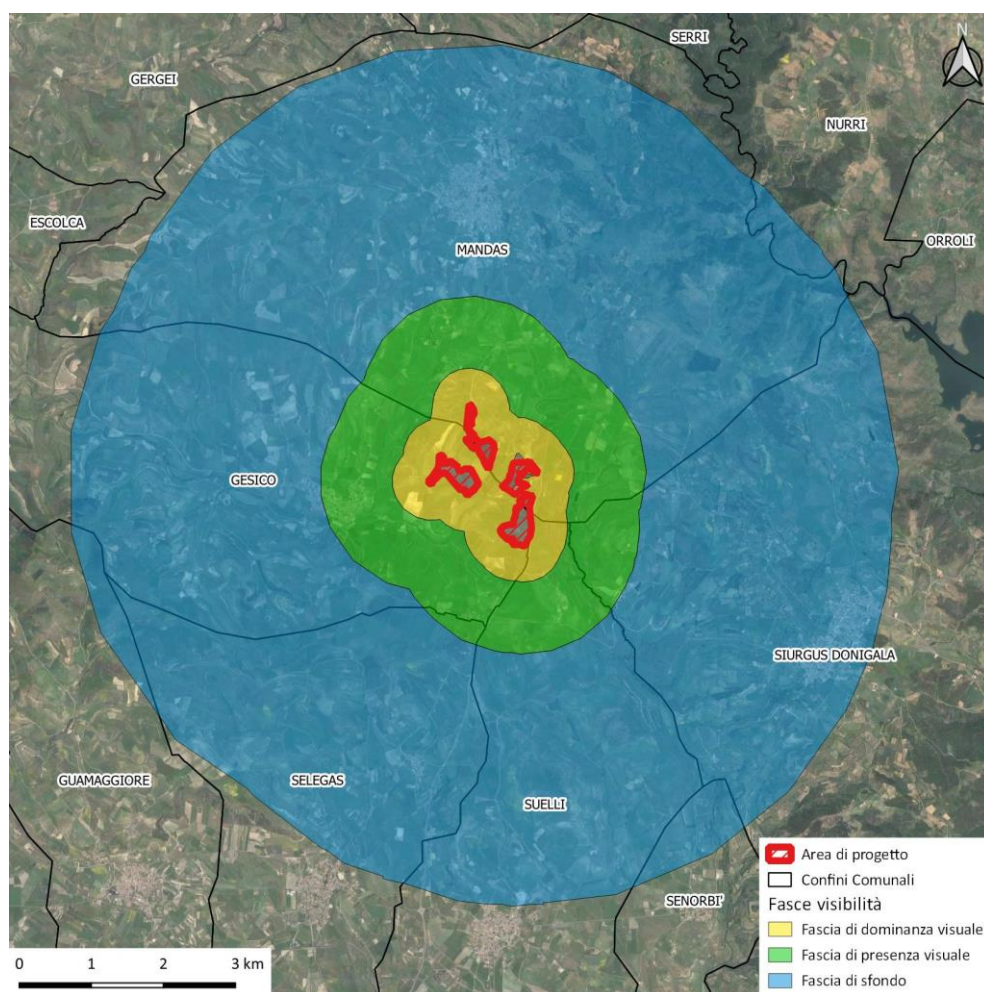 SERRI
N
GERGEI
NURRI
ESCOLCA
ORROLI
MANDAS
GESICO
SIURGUS DONIGALA
GUAMAGGIORE
SELEGAS
SUELLI
SENORBI'
Area di progetto
Confini Comunali
Fasce visibilità
Fascia di dominanza visuale
Fascia di presenza visuale
Fascia di sfondo
0 1 2 3 km